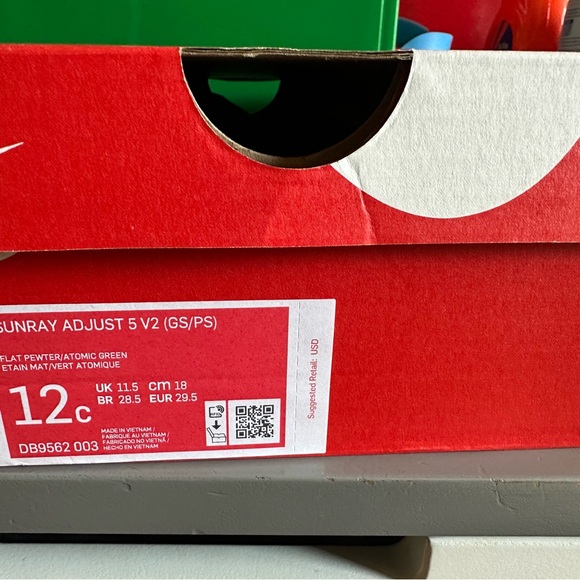 SUNRAY ADJUST 5 V2 (GS/PS)
FLAT PEWTER/ATOMIC GREEN
ETAIN MAT/VERT ATOMIQUE
12C
UK 11.5 CM 18
BR 28.5 EUR 29.5
DB9562 003
MADE IN VIETNAM /
FABRIQUÉ AU VIETNAM /
FABRICADO NO VIETNÃ /
HECHO EN VIETNAM
Suggested Retail: USD